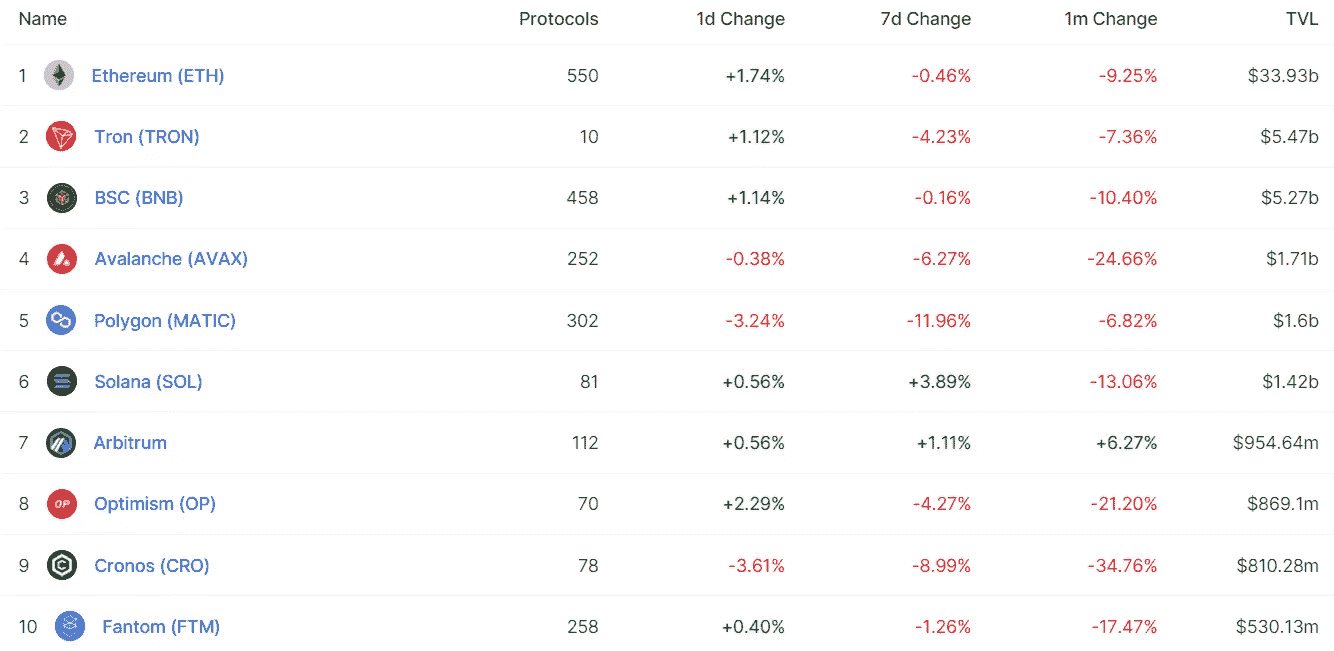 Name Protocols 1d Change 7d Change 1m Change TVL
1 Ethereum (ETH) 550 +1.74% -0.46% -9.25% $33.93b
2 Tron (TRON) 10 +1.12% -4.23% -7.36% $5.47b
3 BSC (BNB) 458 +1.14% -0.16% -10.40% $5.27b
4 Avalanche (AVAX) 252 -0.38% -6.27% -24.66% $1.71b
5 Polygon (MATIC) 302 -3.24% -11.96% -6.82% $1.6b
6 Solana (SOL) 81 +0.56% +3.89% -13.06% $1.42b
7 Arbitrum 112 +0.56% +1.11% +6.27% $954.64m
8 OP Optimism (OP) 70 +2.29% -4.27% -21.20% $869.1m
9 Cronos (CRO) 78 -3.61% -8.99% -34.76% $810.28m
10 Fantom (FTM) 258 +0.40% -1.26% -17.47% $530.13m